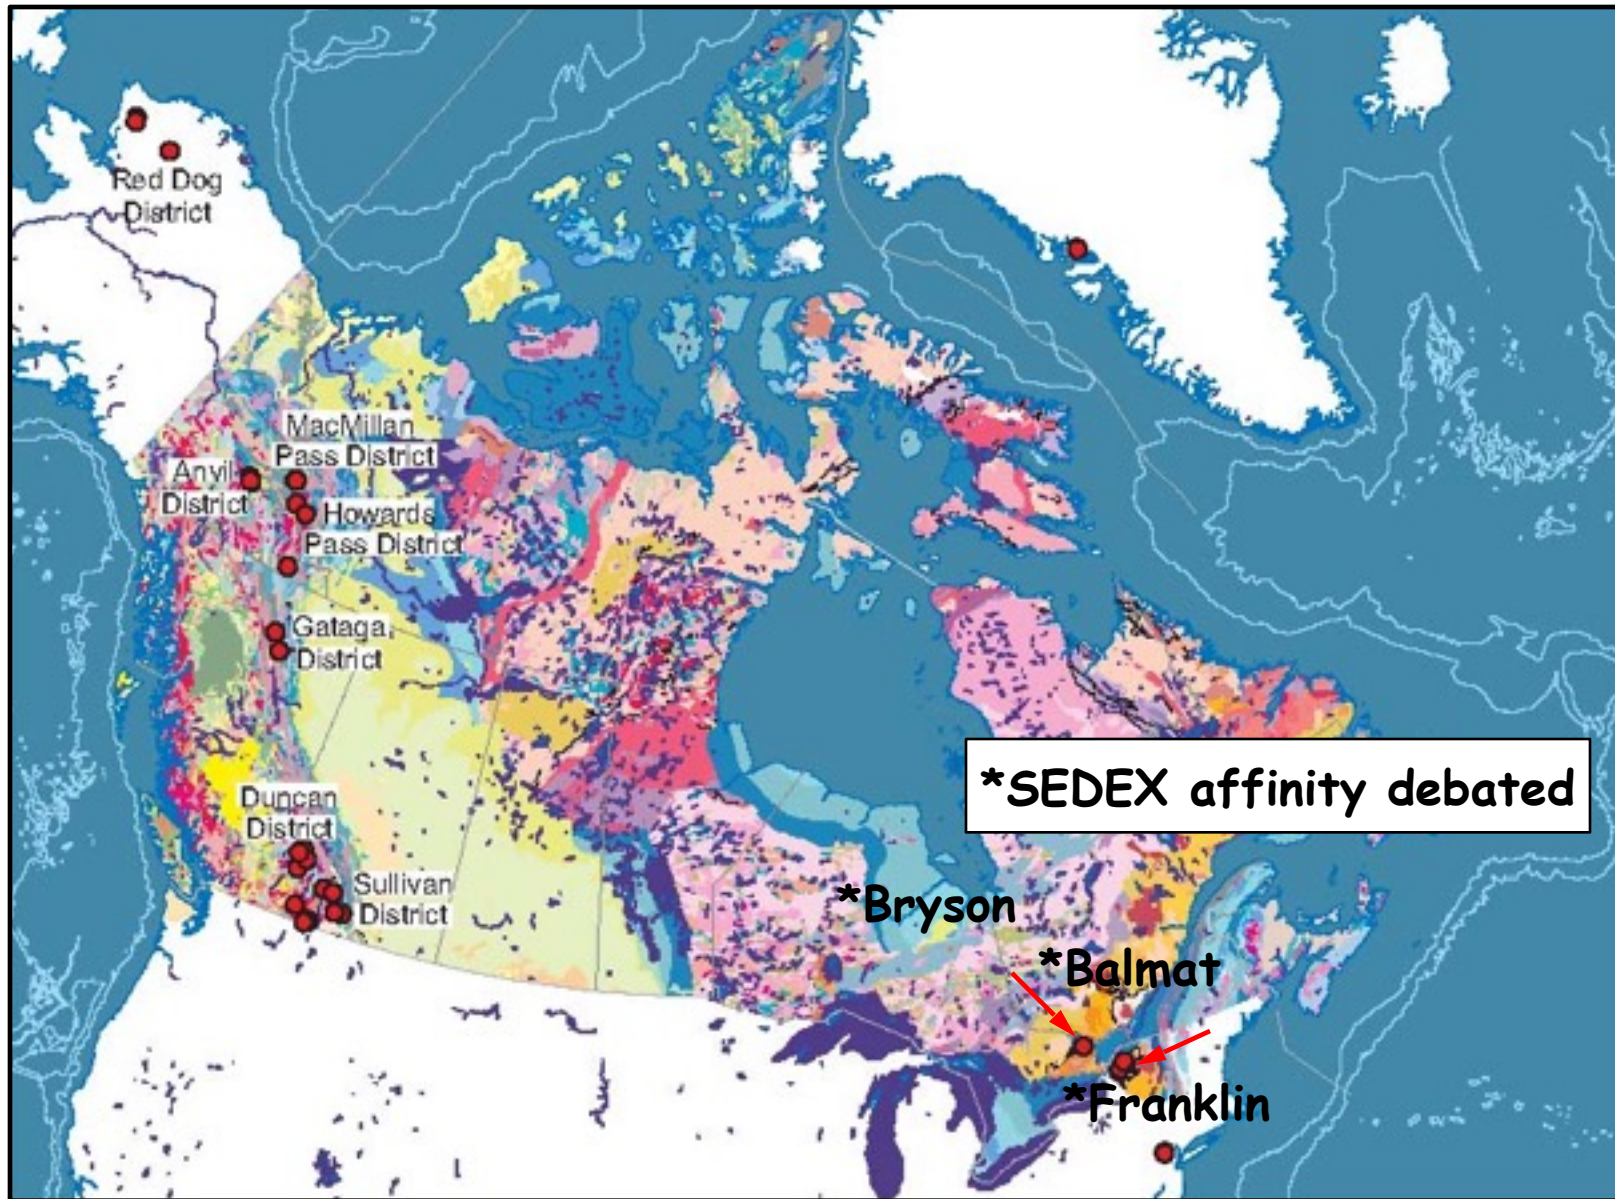 Red Dog
District
MacMillan
Pass District
Anvil
District
Howards
Pass District
Gataga
District
*SEDEX affinity debated
Duncan
District
Sullivan
District
*Bryson
*Balmat
*Franklin